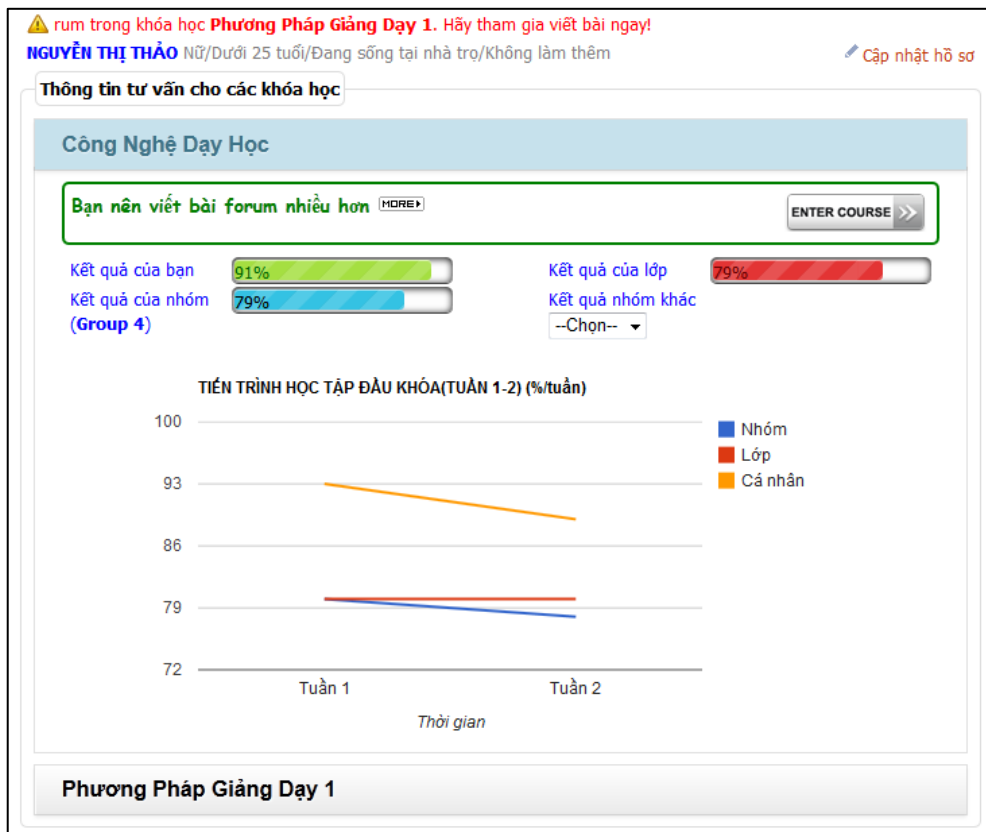 rum trong khóa học Phương Pháp Giảng Dạy 1. Hãy tham gia viết bài ngay!
NGUYỄN THỊ THẢO Nữ/Dưới 25 tuổi/Đang sống tại nhà trọ/Không làm thêm
Cập nhật hồ sơ
Thông tin tư vấn cho các khóa học
Công Nghệ Dạy Học
Bạn nên viết bài forum nhiều hơn MORE
ENTER COURSE
Kết quả của bạn 91%
Kết quả của lớp 79%
Kết quả của nhóm 79%
(Group 4)
Kết quả nhóm khác
--Chọn--
TIẾN TRÌNH HỌC TẬP ĐẦU KHÓA(TUẦN 1-2) (%/tuần)
100
93
86
79
72
Nhóm
Lớp
Cá nhân
Tuần 1
Tuần 2
Thời gian
Phương Pháp Giảng Dạy 1